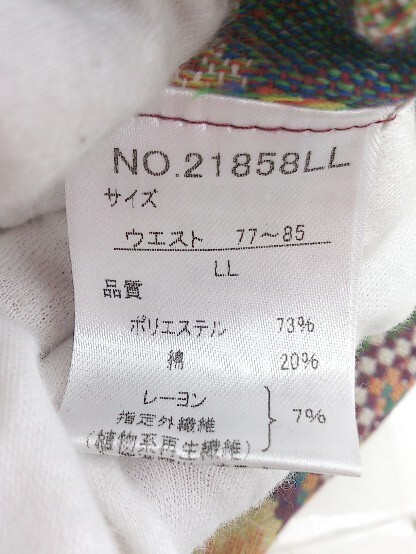 NO.21858LL
サイズ
ウエスト 77～85
LL
品質
ポリエステル 73%
綿 20%
レーヨン
指定外繊維 7%
(植物系再生繊維)